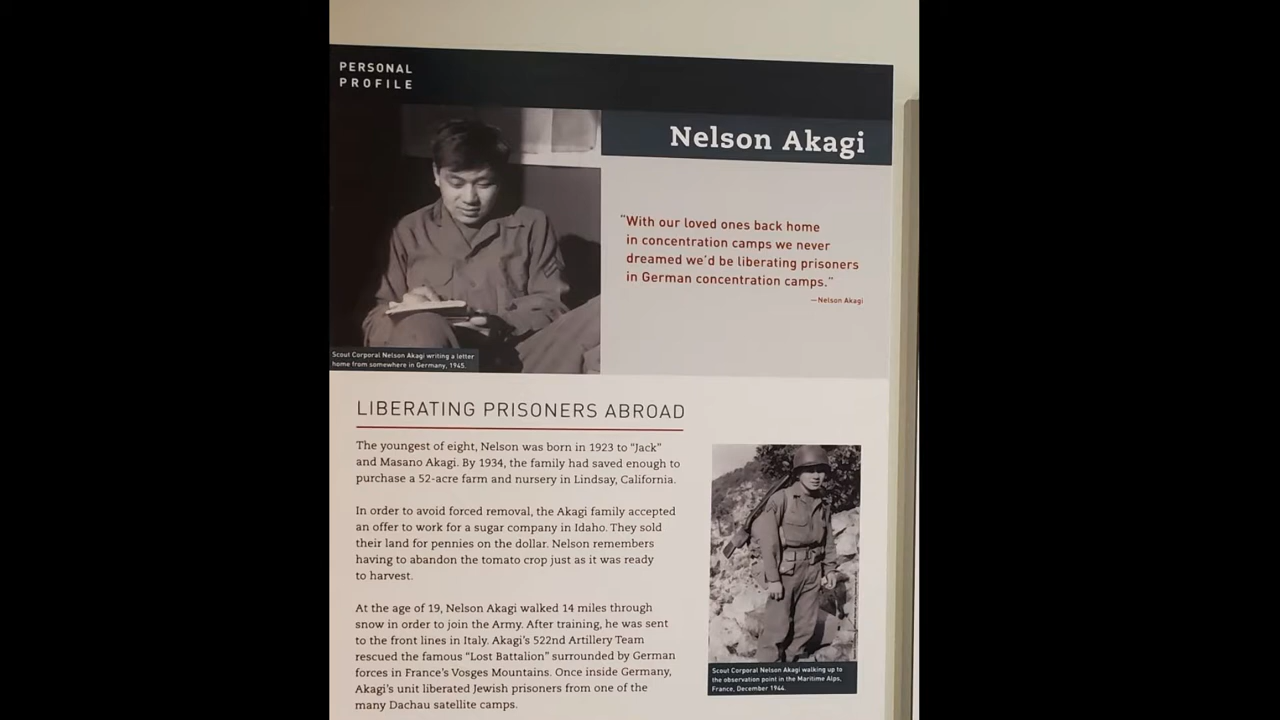 PERSONAL
PROFILE
Nelson Akagi
"With our loved ones back home
in concentration camps we never
dreamed we'd be liberating prisoners
in German concentration camps."
—Nelson Akagi
Scout Corporal Nelson Akagi writing a letter
home from somewhere in Germany, 1945.
LIBERATING PRISONERS ABROAD
The youngest of eight, Nelson was born in 1923 to "Jack"
and Masano Akagi. By 1934, the family had saved enough to
purchase a 52-acre farm and nursery in Lindsay, California.
In order to avoid forced removal, the Akagi family accepted
an offer to work for a sugar company in Idaho. They sold
their land for pennies on the dollar. Nelson remembers
having to abandon the tomato crop just as it was ready
to harvest.
At the age of 19, Nelson Akagi walked 14 miles through
snow in order to join the Army. After training, he was sent
to the front lines in Italy. Akagi's 522nd Artillery Team
rescued the famous "Lost Battalion" surrounded by German
forces in France's Vosges Mountains. Once inside Germany,
Akagi's unit liberated Jewish prisoners from one of the
many Dachau satellite camps.
Scout Corporal Nelson Akagi walking up to
the observation point in the Maritime Alps,
France, December 1944.